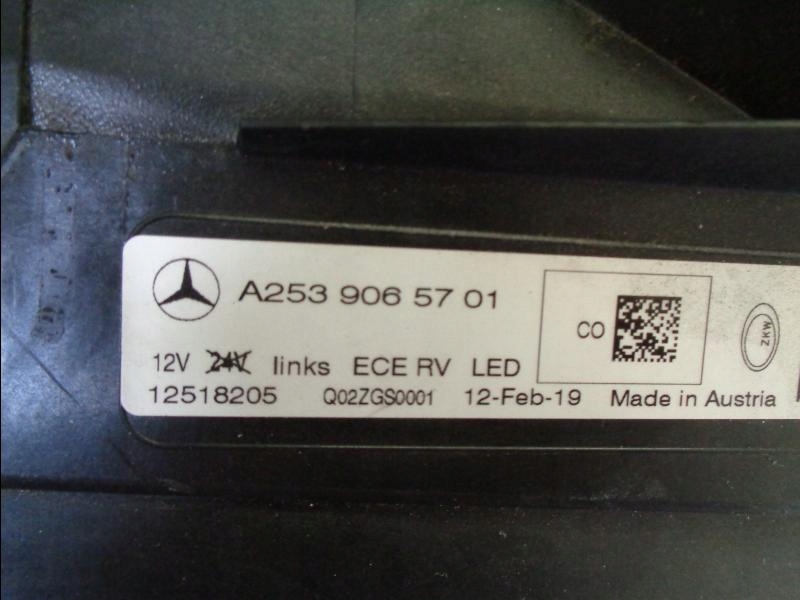 A253 906 57 01
CO
ZKW
12V 24V links ECE RV LED
12518205 Q02ZGS0001 12-Feb-19 Made in Austria